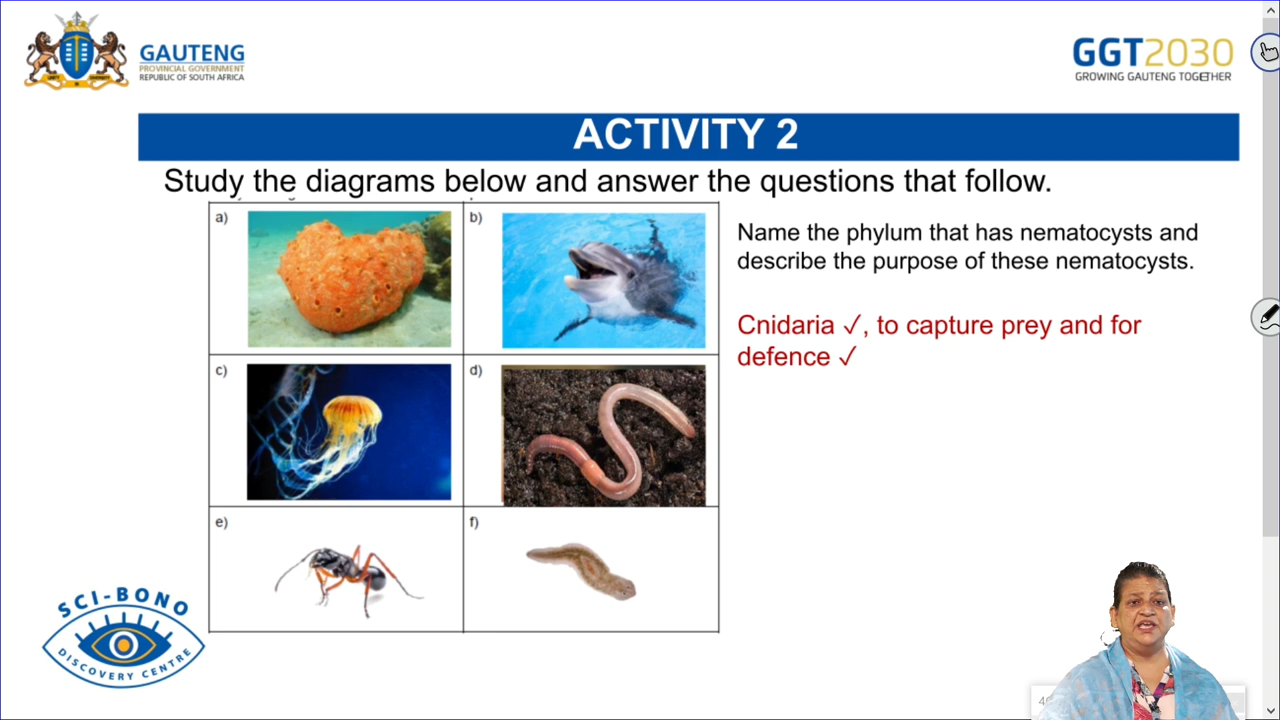 GAUTENG
PROVINCIAL GOVERNMENT
REPUBLIC OF SOUTH AFRICA
GGT2030
GROWING GAUTENG TOGETHER
ACTIVITY 2
Study the diagrams below and answer the questions that follow.
a)
b)
c)
d)
e)
f)
Name the phylum that has nematocysts and
describe the purpose of these nematocysts.
Cnidaria ✓, to capture prey and for
defence ✓
SCI-BONO
DISCOVERY CENTRE